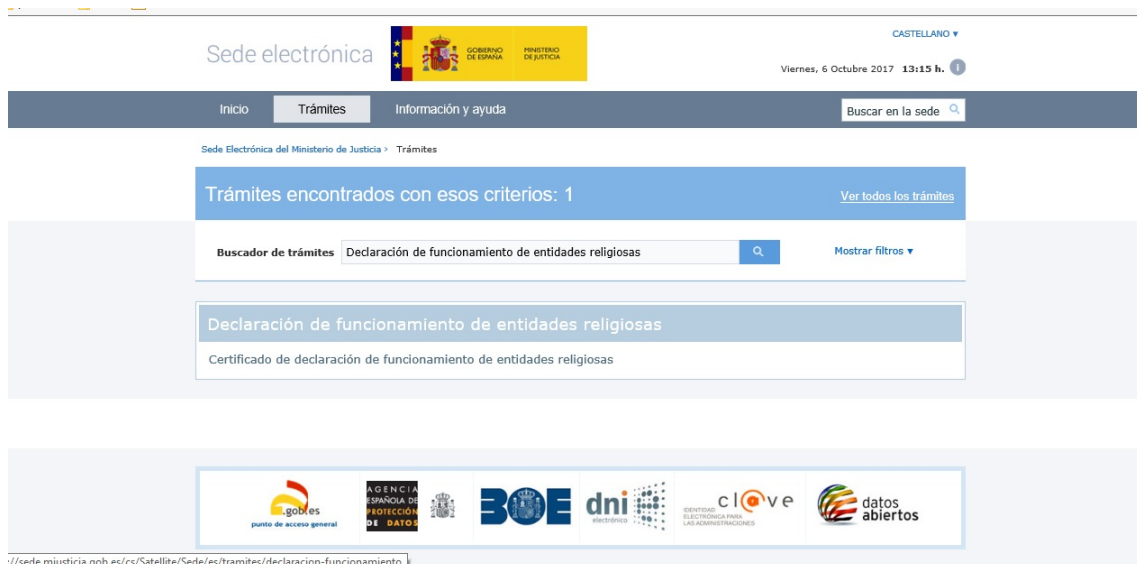 Sede electrónica
GOBIERNO DE ESPAÑA
MINISTERIO DE JUSTICIA
CASTELLANO ▾
Viernes, 6 Octubre 2017 13:15 h. i
Inicio Trámites Información y ayuda Buscar en la sede
Sede Electrónica del Ministerio de Justicia › Trámites
Trámites encontrados con esos criterios: 1 Ver todos los trámites
Buscador de trámites Declaración de funcionamiento de entidades religiosas Mostrar filtros ▾
Declaración de funcionamiento de entidades religiosas
Certificado de declaración de funcionamiento de entidades religiosas
.gob.es
punto de acceso general
AGENCIA
ESPAÑOLA DE
PROTECCIÓN
DE DATOS
BOE
dni
electrónico
cl@ve
IDENTIDAD
ELECTRÓNICA PARA
LAS ADMINISTRACIONES
datos
abiertos
://sede.mjusticia.gob.es/cs/Satellite/Sede/es/tramites/declaracion-funcionamiento